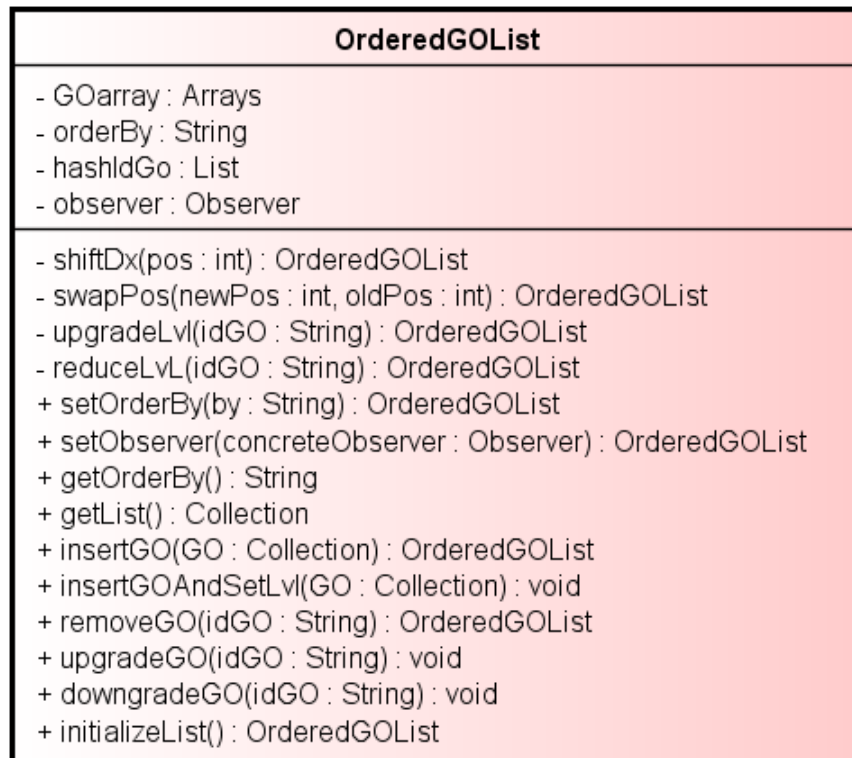 OrderedGOList
- GOarray : Arrays
- orderBy : String
- hashIdGo : List
- observer : Observer
- shiftDx(pos : int) : OrderedGOList
- swapPos(newPos : int, oldPos : int) : OrderedGOList
- upgradeLvl(idGO : String) : OrderedGOList
- reduceLvL(idGO : String) : OrderedGOList
+ setOrderBy(by : String) : OrderedGOList
+ setObserver(concreteObserver : Observer) : OrderedGOList
+ getOrderBy() : String
+ getList() : Collection
+ insertGO(GO : Collection) : OrderedGOList
+ insertGOAndSetLvl(GO : Collection) : void
+ removeGO(idGO : String) : OrderedGOList
+ upgradeGO(idGO : String) : void
+ downgradeGO(idGO : String) : void
+ initializeList() : OrderedGOList